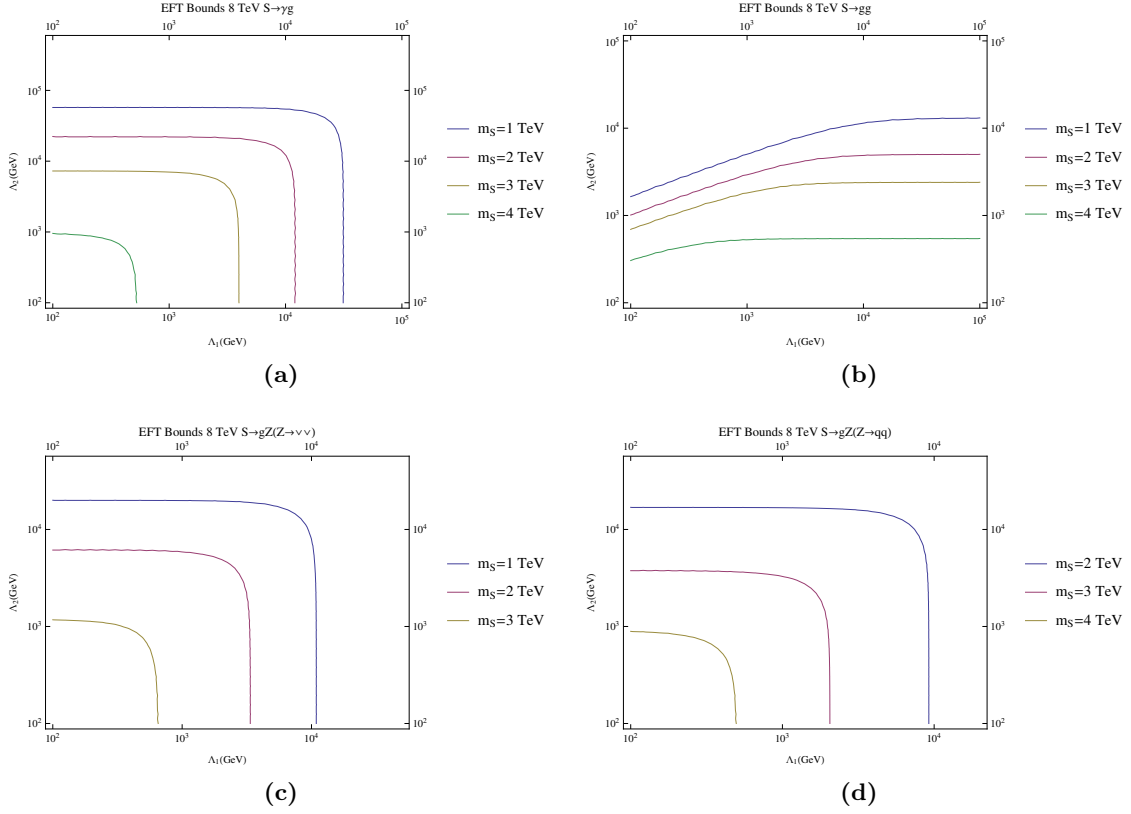 EFT Bounds 8 TeV S→γg
10² 10³ 10⁴ 10⁵
10⁵ 10⁵
10⁴ 10⁴
10³ 10³
10² 10²
10² 10³ 10⁴ 10⁵
Λ₂(GeV)
Λ₁(GeV)
m_S=1 TeV
m_S=2 TeV
m_S=3 TeV
m_S=4 TeV
(a)
EFT Bounds 8 TeV S→gg
10² 10³ 10⁴ 10⁵
10⁵ 10⁵
10⁴ 10⁴
10³ 10³
10² 10²
10² 10³ 10⁴ 10⁵
Λ₂(GeV)
Λ₁(GeV)
m_S=1 TeV
m_S=2 TeV
m_S=3 TeV
m_S=4 TeV
(b)
EFT Bounds 8 TeV S→gZ(Z→νν)
10² 10³ 10⁴
10⁴ 10⁴
10³ 10³
10² 10²
10² 10³ 10⁴
Λ₂(GeV)
Λ₁(GeV)
m_S=1 TeV
m_S=2 TeV
m_S=3 TeV
(c)
EFT Bounds 8 TeV S→gZ(Z→qq)
10² 10³ 10⁴
10⁴ 10⁴
10³ 10³
10² 10²
10² 10³ 10⁴
Λ₂(GeV)
Λ₁(GeV)
m_S=2 TeV
m_S=3 TeV
m_S=4 TeV
(d)